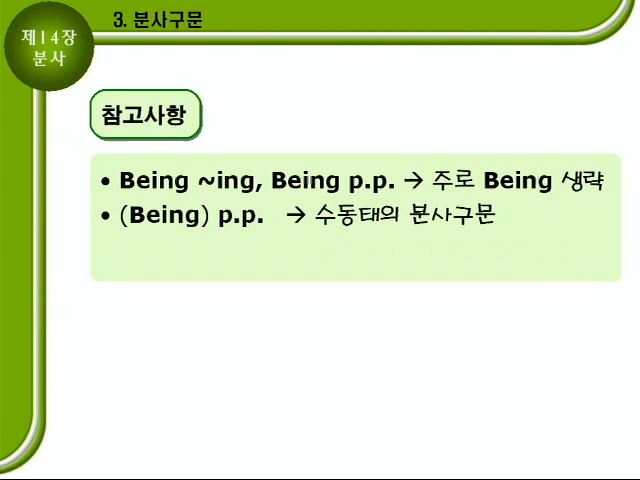 3. 분사구문
제14장
분사
참고사항
• Being ~ing, Being p.p. → 주로 Being 생략
• (Being) p.p. → 수동태의 분사구문